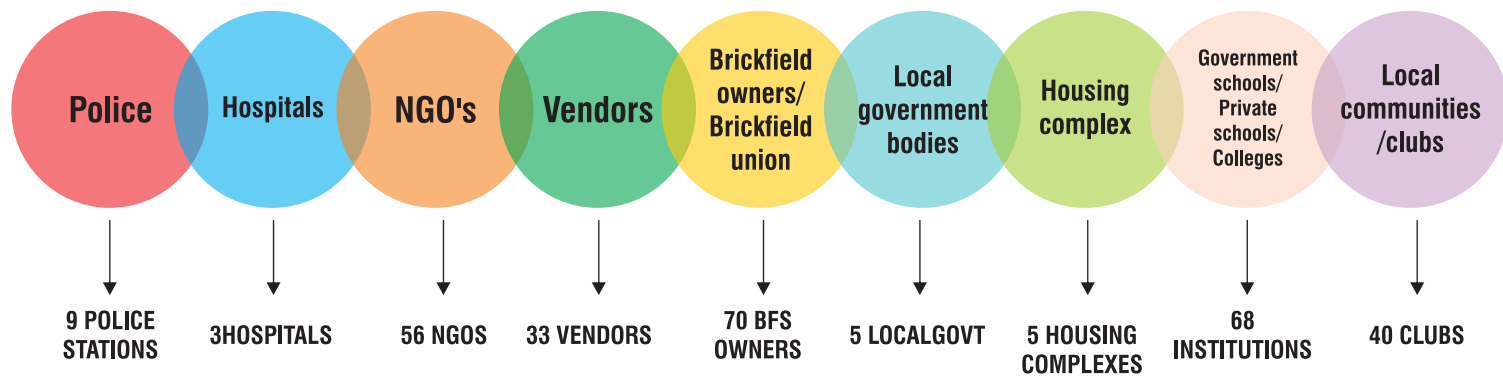 Police
Hospitals
NGO's
Vendors
Brickfield
owners/
Brickfield
union
Local
government
bodies
Housing
complex
Government
schools/
Private
schools/
Colleges
Local
communities
/clubs
9 POLICE
STATIONS
3HOSPITALS
56 NGOS
33 VENDORS
70 BFS
OWNERS
5 LOCALGOVT
5 HOUSING
COMPLEXES
68
INSTITUTIONS
40 CLUBS